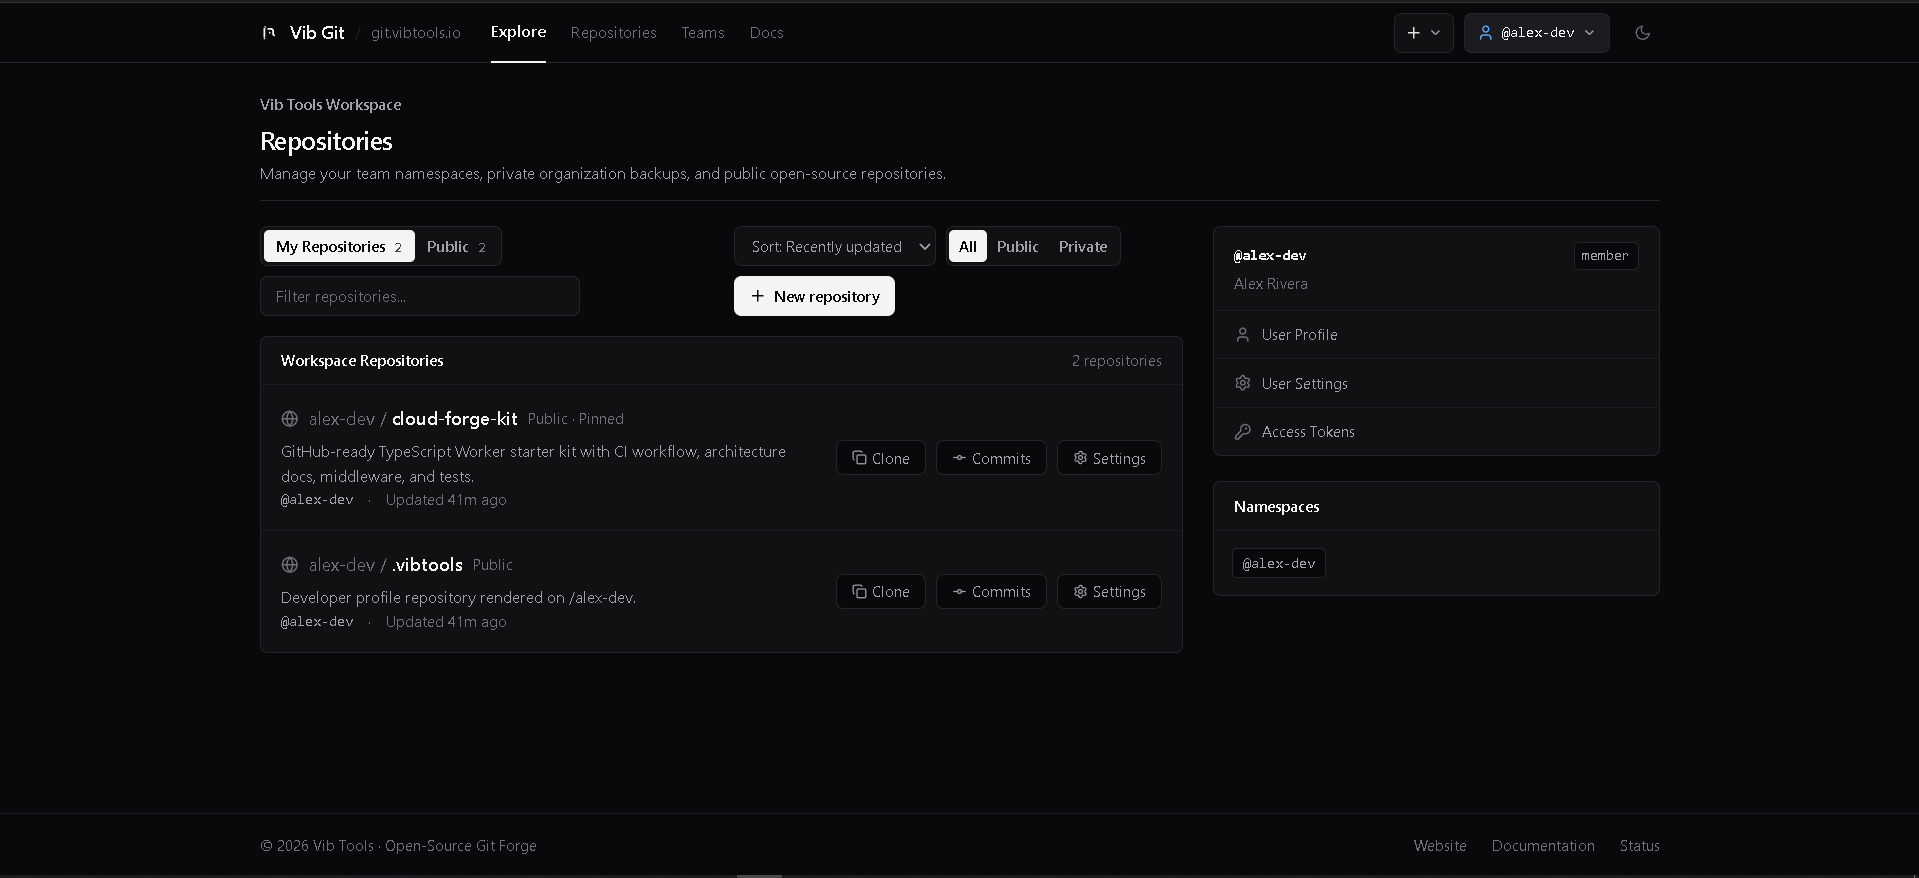 Vib Git / git.vibtools.io Explore Repositories Teams Docs + @alex-dev
Vib Tools Workspace
Repositories
Manage your team namespaces, private organization backups, and public open-source repositories.
My Repositories 2 Public 2
Sort: Recently updated All Public Private
Filter repositories...
+ New repository
Workspace Repositories 2 repositories
alex-dev / cloud-forge-kit Public · Pinned
GitHub-ready TypeScript Worker starter kit with CI workflow, architecture
docs, middleware, and tests.
@alex-dev · Updated 41m ago
Clone Commits Settings
alex-dev / .vibtools Public
Developer profile repository rendered on /alex-dev.
@alex-dev · Updated 41m ago
Clone Commits Settings
@alex-dev member
Alex Rivera
User Profile
User Settings
Access Tokens
Namespaces
@alex-dev
© 2026 Vib Tools · Open-Source Git Forge Website Documentation Status